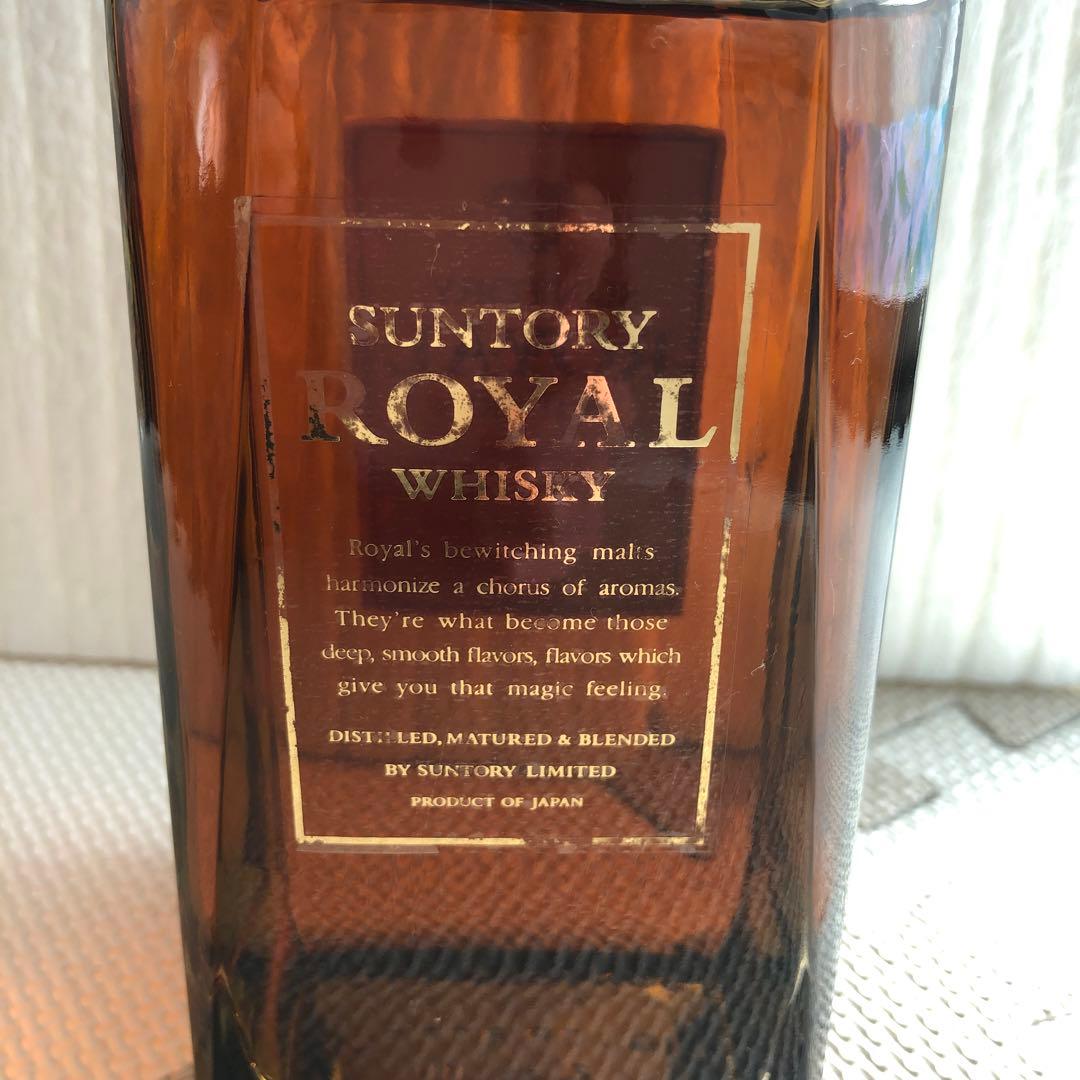 SUNTORY
ROYAL
WHISKY
Royal's bewitching malts
harmonize a chorus of aromas.
They're what become those
deep, smooth flavors, flavors which
give you that magic feeling.
DISTILLED, MATURED & BLENDED
BY SUNTORY LIMITED
PRODUCT OF JAPAN